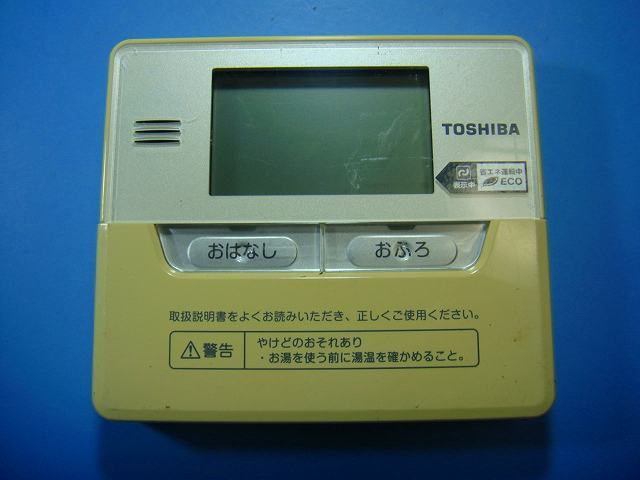 TOSHIBA
表示中
省エネ運転中
ECO
おはなし
おふろ
取扱説明書をよくお読みいただき、正しくご使用ください。
警告
やけどのおそれあり
・お湯を使う前に湯温を確かめること。